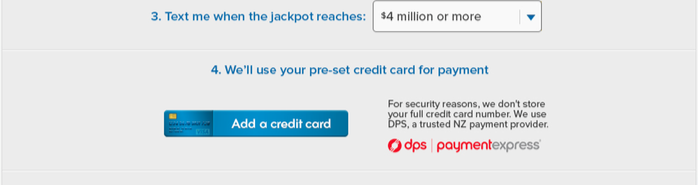 3. Text me when the jackpot reaches: $4 million or more
4. We'll use your pre-set credit card for payment
Add a credit card
For security reasons, we don't store
your full credit card number. We use
DPS, a trusted NZ payment provider.
dps | paymentexpress